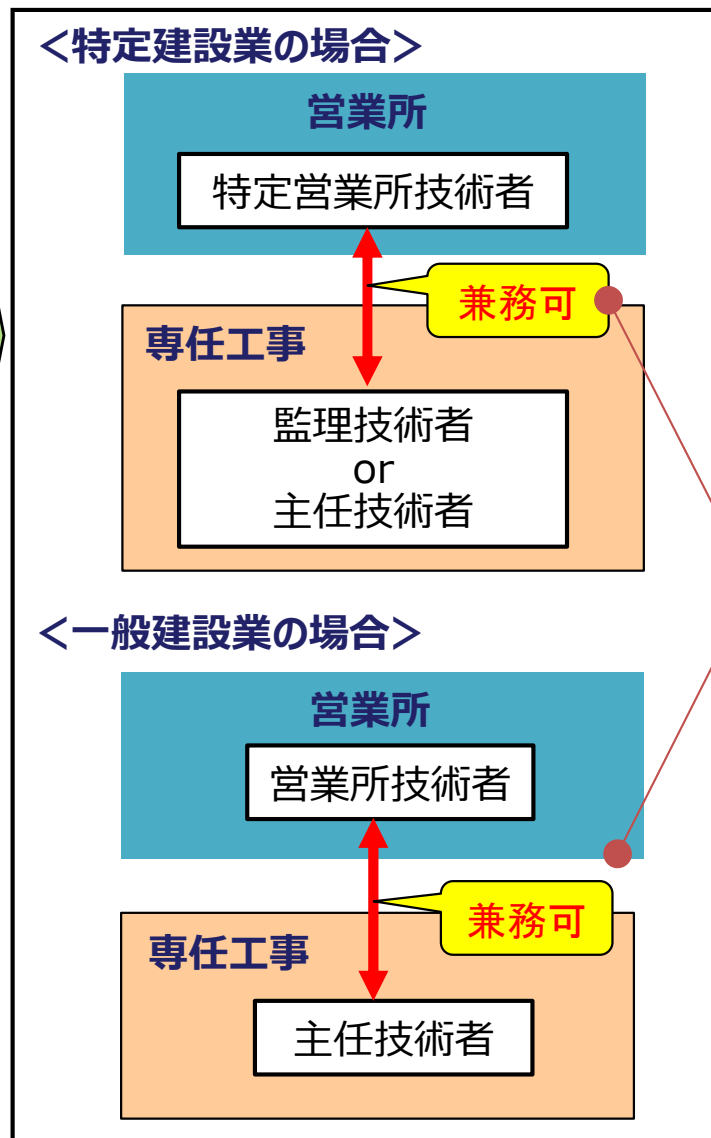 ＜特定建設業の場合＞
営業所
特定営業所技術者
兼務可
専任工事
監理技術者
or
主任技術者
＜一般建設業の場合＞
営業所
営業所技術者
兼務可
専任工事
主任技術者